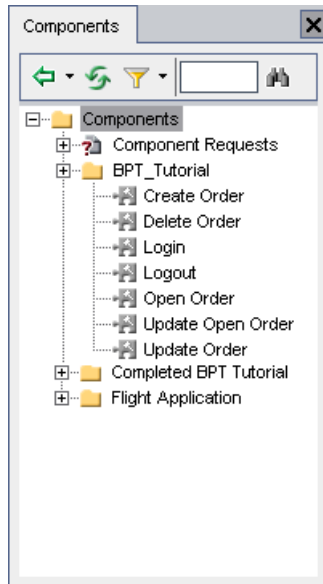 Components
Components
Component Requests
BPT_Tutorial
Create Order
Delete Order
Login
Logout
Open Order
Update Open Order
Update Order
Completed BPT Tutorial
Flight Application